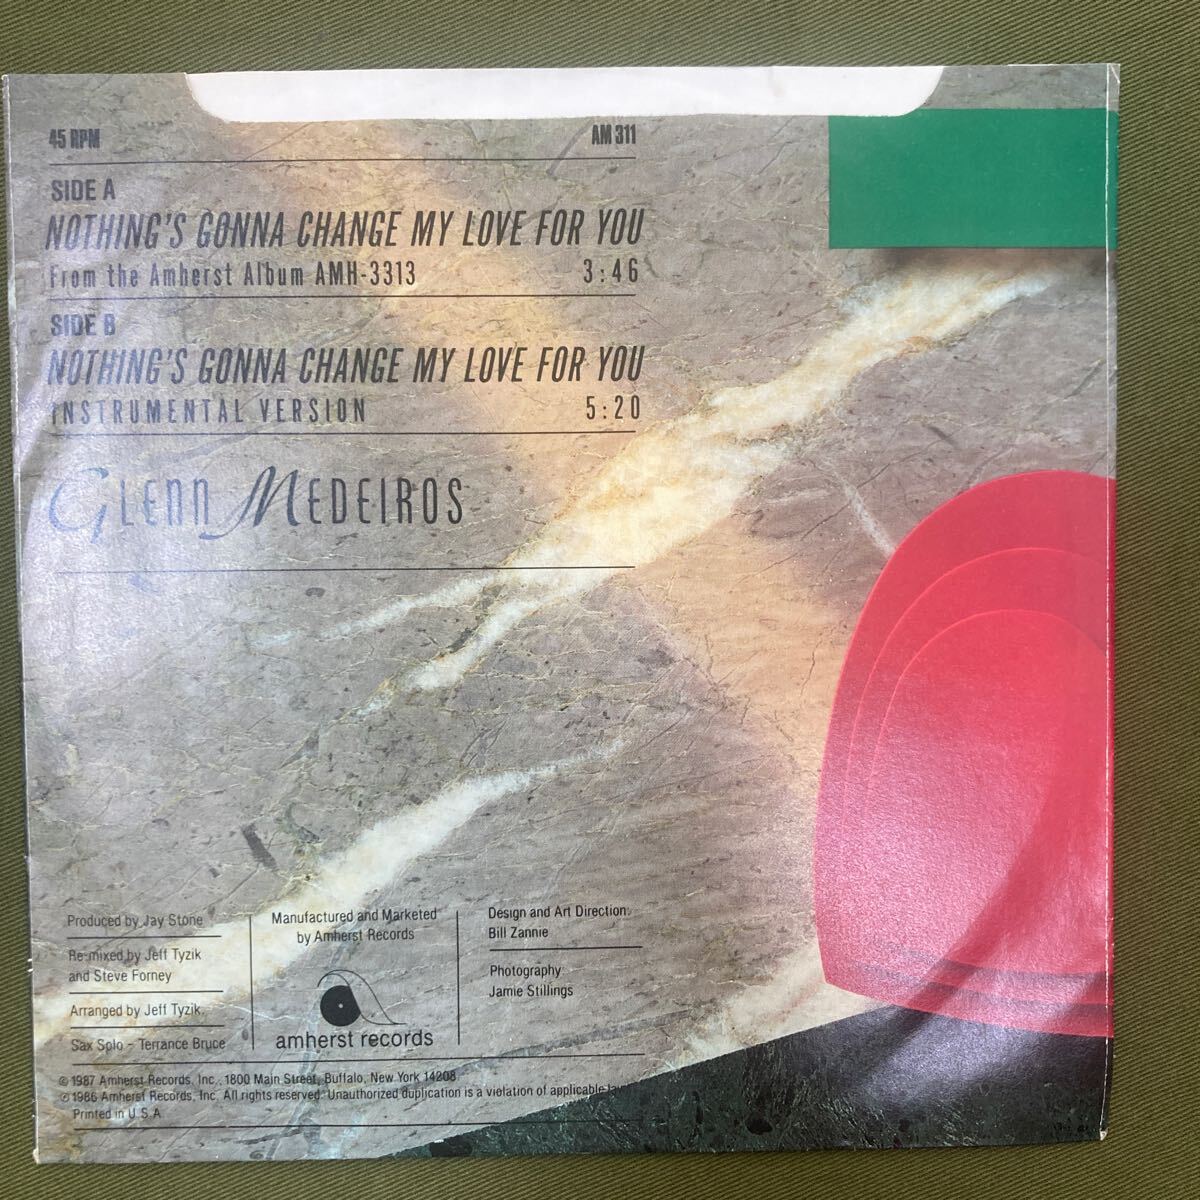 45 RPM AM 311
SIDE A
NOTHING'S GONNA CHANGE MY LOVE FOR YOU
From the Amherst Album AMH-3313 3:46
SIDE B
NOTHING'S GONNA CHANGE MY LOVE FOR YOU
INSTRUMENTAL VERSION 5:20
GLENN MEDEIROS
Produced by Jay Stone
Re-mixed by Jeff Tyzik
and Steve Forney
Arranged by Jeff Tyzik
Sax Solo - Terrance Bruce
Manufactured and Marketed
by Amherst Records
amherst records
Design and Art Direction:
Bill Zannie
Photography
Jamie Stillings
© 1987 Amherst Records, Inc., 1800 Main Street, Buffalo, New York 14208
℗ 1986 Amherst Records, Inc. All rights reserved. Unauthorized duplication is a violation of applicable law
Printed in U.S.A.